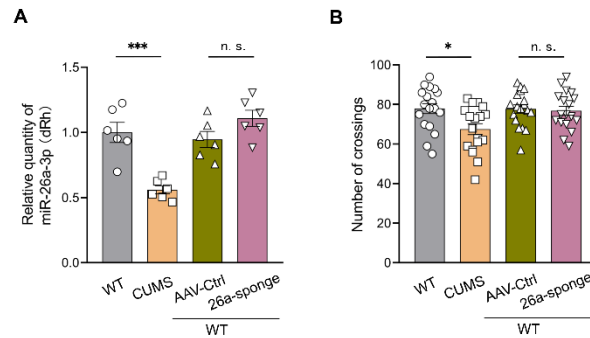 A
B
***
n. s.
*
n. s.
Relative quantity of
miR-26a-3p (dRh)
1.5
1.0
0.5
0.0
Number of crossings
100
80
60
40
20
0
WT
CUMS
AAV-Ctrl
26a-sponge
WT
WT
CUMS
AAV-Ctrl
26a-sponge
WT